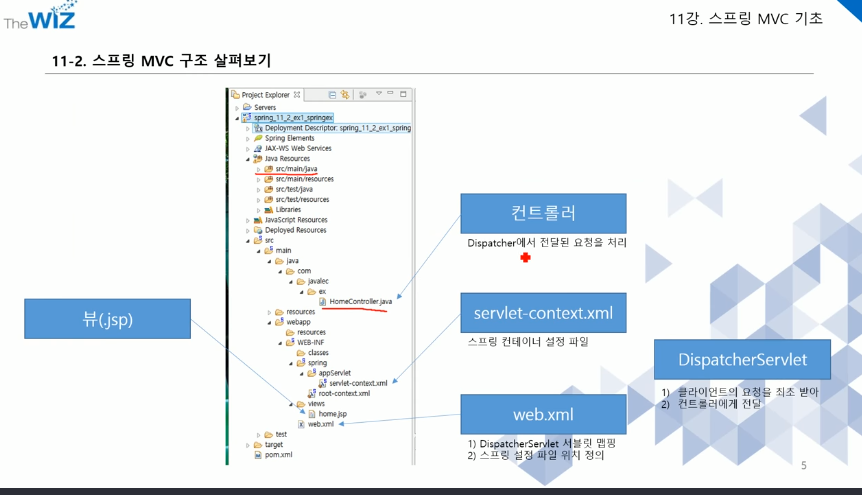 The WIZ
11강. 스프링 MVC 기초
11-2. 스프링 MVC 구조 살펴보기
Project Explorer
Servers
spring_11_2_ex1_springex
Deployment Descriptor: spring_11_2_ex1_spring
Spring Elements
JAX-WS Web Services
Java Resources
src/main/java
src/main/resources
src/test/java
src/test/resources
Libraries
JavaScript Resources
Deployed Resources
src
main
java
com
javalec
ex
HomeController.java
resources
webapp
resources
WEB-INF
classes
spring
appServlet
servlet-context.xml
root-context.xml
views
home.jsp
web.xml
test
target
pom.xml
뷰(.jsp)
컨트롤러
Dispatcher에서 전달된 요청을 처리
servlet-context.xml
스프링 컨테이너 설정 파일
web.xml
1) DispatcherServlet 서블릿 맵핑
2) 스프링 설정 파일 위치 정의
DispatcherServlet
1) 클라이언트의 요청을 최초 받아
2) 컨트롤러에게 전달
5